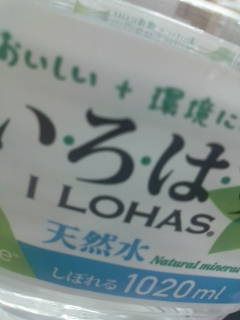 おいしい + 環境に
い・ろ・は・
I LOHAS®
天然水
Natural mineral
しぼれる 1020ml